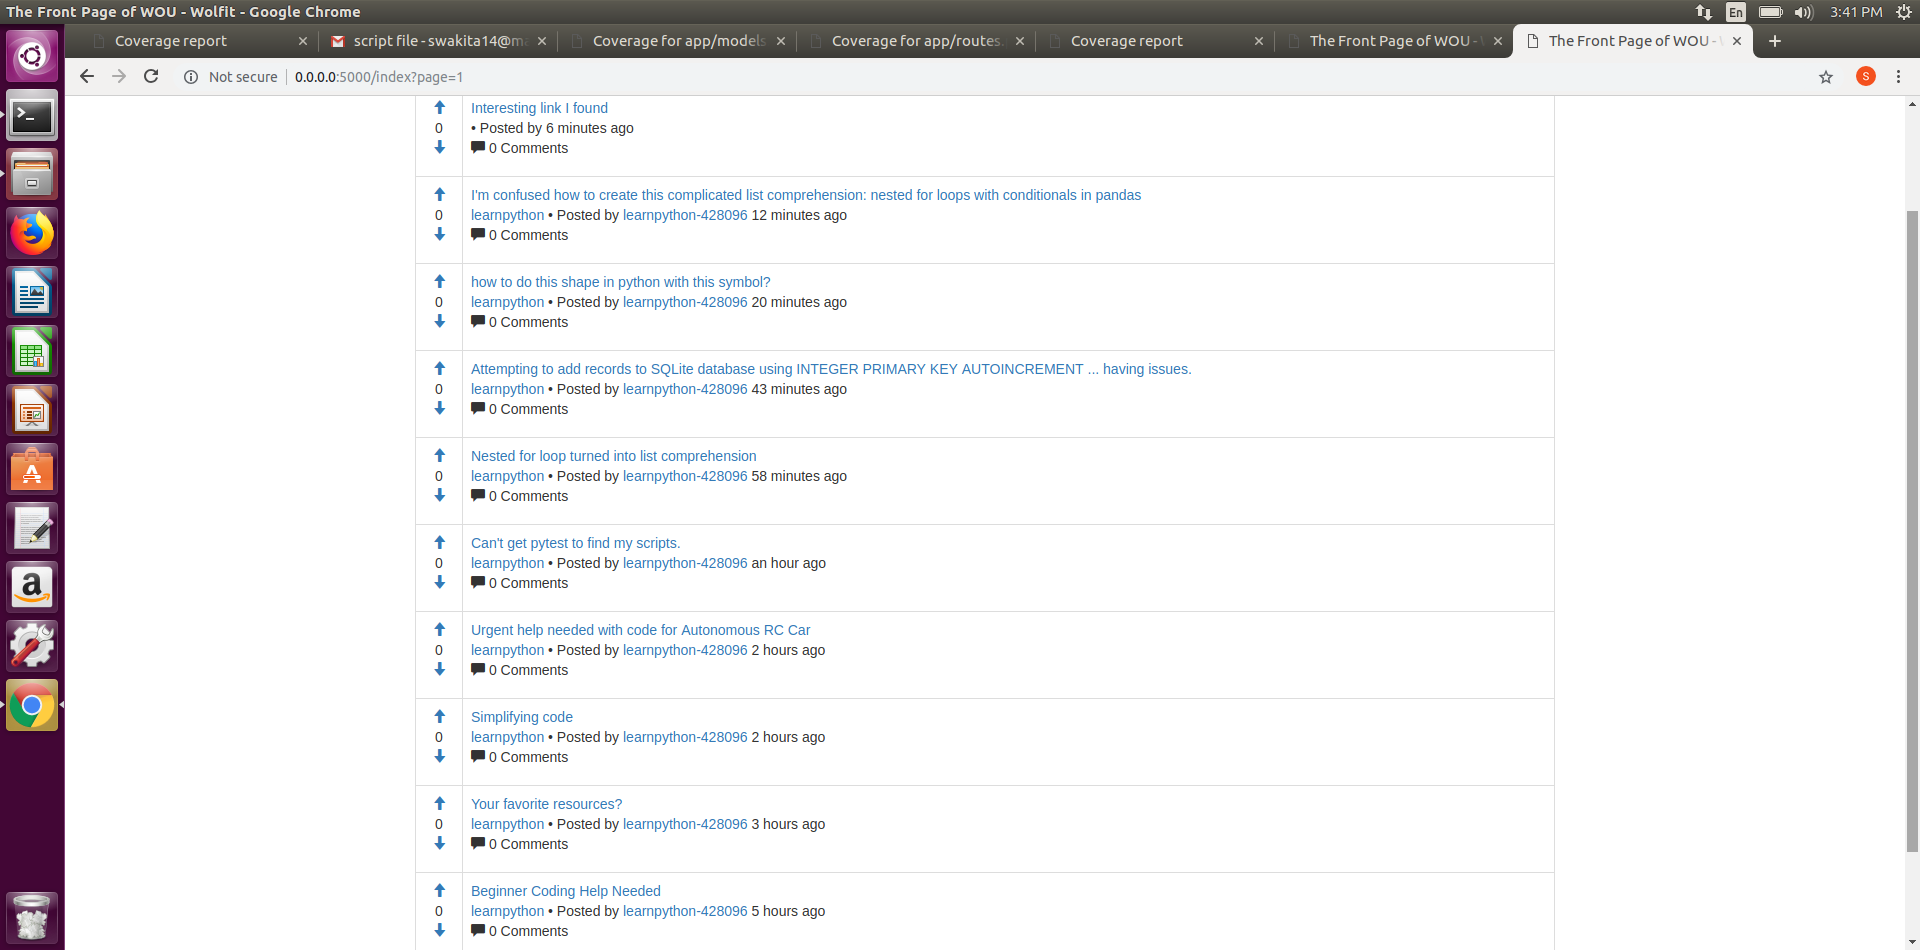 The Front Page of WOU - Wolfit - Google Chrome
En
3:41 PM
Coverage report
script file - swakita14@m
Coverage for app/models
Coverage for app/routes.
Coverage report
The Front Page of WOU -
The Front Page of WOU -
Not secure
0.0.0.0:5000/index?page=1
S
Interesting link I found
0
• Posted by 6 minutes ago
0 Comments
I'm confused how to create this complicated list comprehension: nested for loops with conditionals in pandas
0
learnpython • Posted by learnpython-428096 12 minutes ago
0 Comments
how to do this shape in python with this symbol?
0
learnpython • Posted by learnpython-428096 20 minutes ago
0 Comments
Attempting to add records to SQLite database using INTEGER PRIMARY KEY AUTOINCREMENT ... having issues.
0
learnpython • Posted by learnpython-428096 43 minutes ago
0 Comments
Nested for loop turned into list comprehension
0
learnpython • Posted by learnpython-428096 58 minutes ago
0 Comments
Can't get pytest to find my scripts.
0
learnpython • Posted by learnpython-428096 an hour ago
0 Comments
Urgent help needed with code for Autonomous RC Car
0
learnpython • Posted by learnpython-428096 2 hours ago
0 Comments
Simplifying code
0
learnpython • Posted by learnpython-428096 2 hours ago
0 Comments
Your favorite resources?
0
learnpython • Posted by learnpython-428096 3 hours ago
0 Comments
Beginner Coding Help Needed
0
learnpython • Posted by learnpython-428096 5 hours ago
0 Comments